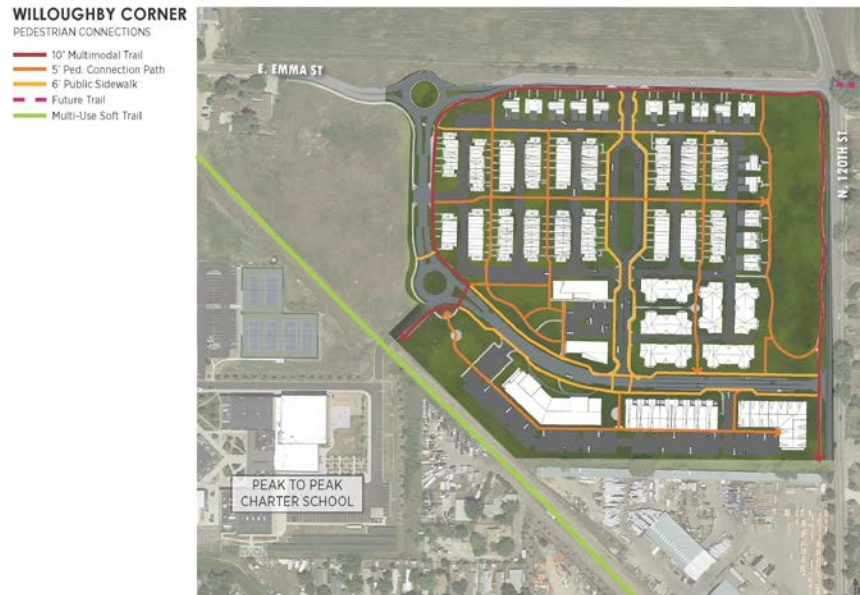 WILLOUGHBY CORNER
PEDESTRIAN CONNECTIONS
10' Multimodal Trail
5' Ped. Connection Path
6' Public Sidewalk
Future Trail
Multi-Use Soft Trail
E. EMMA ST
N. 120TH ST
PEAK TO PEAK
CHARTER SCHOOL